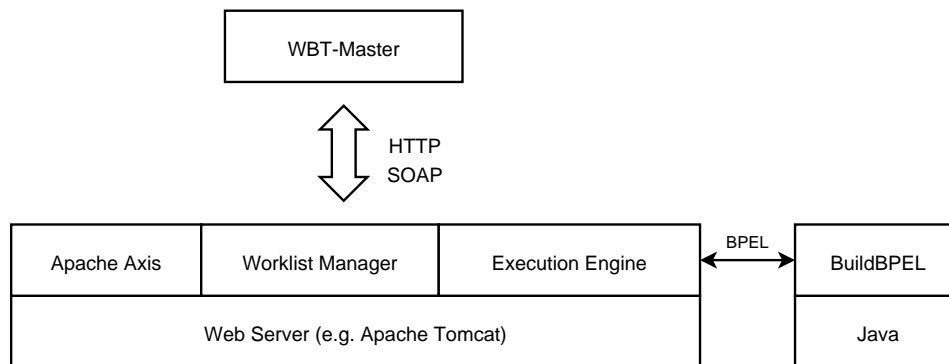 WBT-Master
HTTP
SOAP
Apache Axis
Worklist Manager
Execution Engine
BPEL
BuildBPEL
Web Server (e.g. Apache Tomcat)
Java